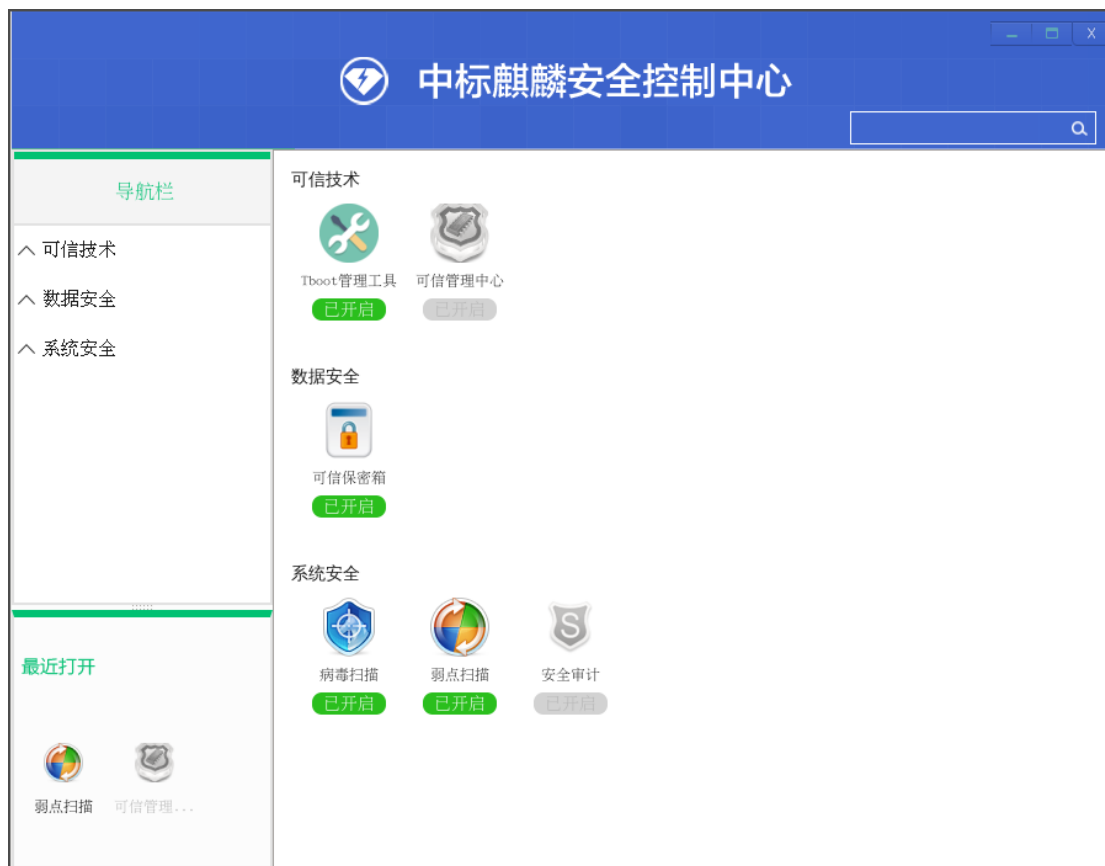 中标麒麟安全控制中心
导航栏
可信技术
数据安全
系统安全
最近打开
弱点扫描 可信管理...
可信技术
Tboot管理工具 可信管理中心
已开启 已开启
数据安全
可信保密箱
已开启
系统安全
病毒扫描 弱点扫描 安全审计
已开启 已开启 已开启